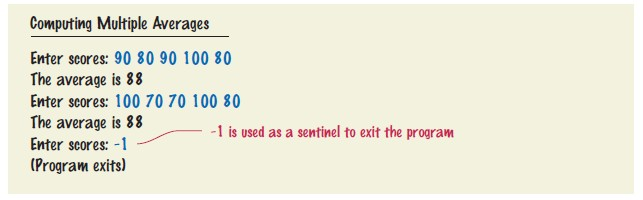 Computing Multiple Averages
Enter scores: 90 80 90 100 80
The average is 88
Enter scores: 100 70 70 100 80
The average is 88
-1 is used as a sentinel to exit the program
Enter scores: -1
(Program exits)